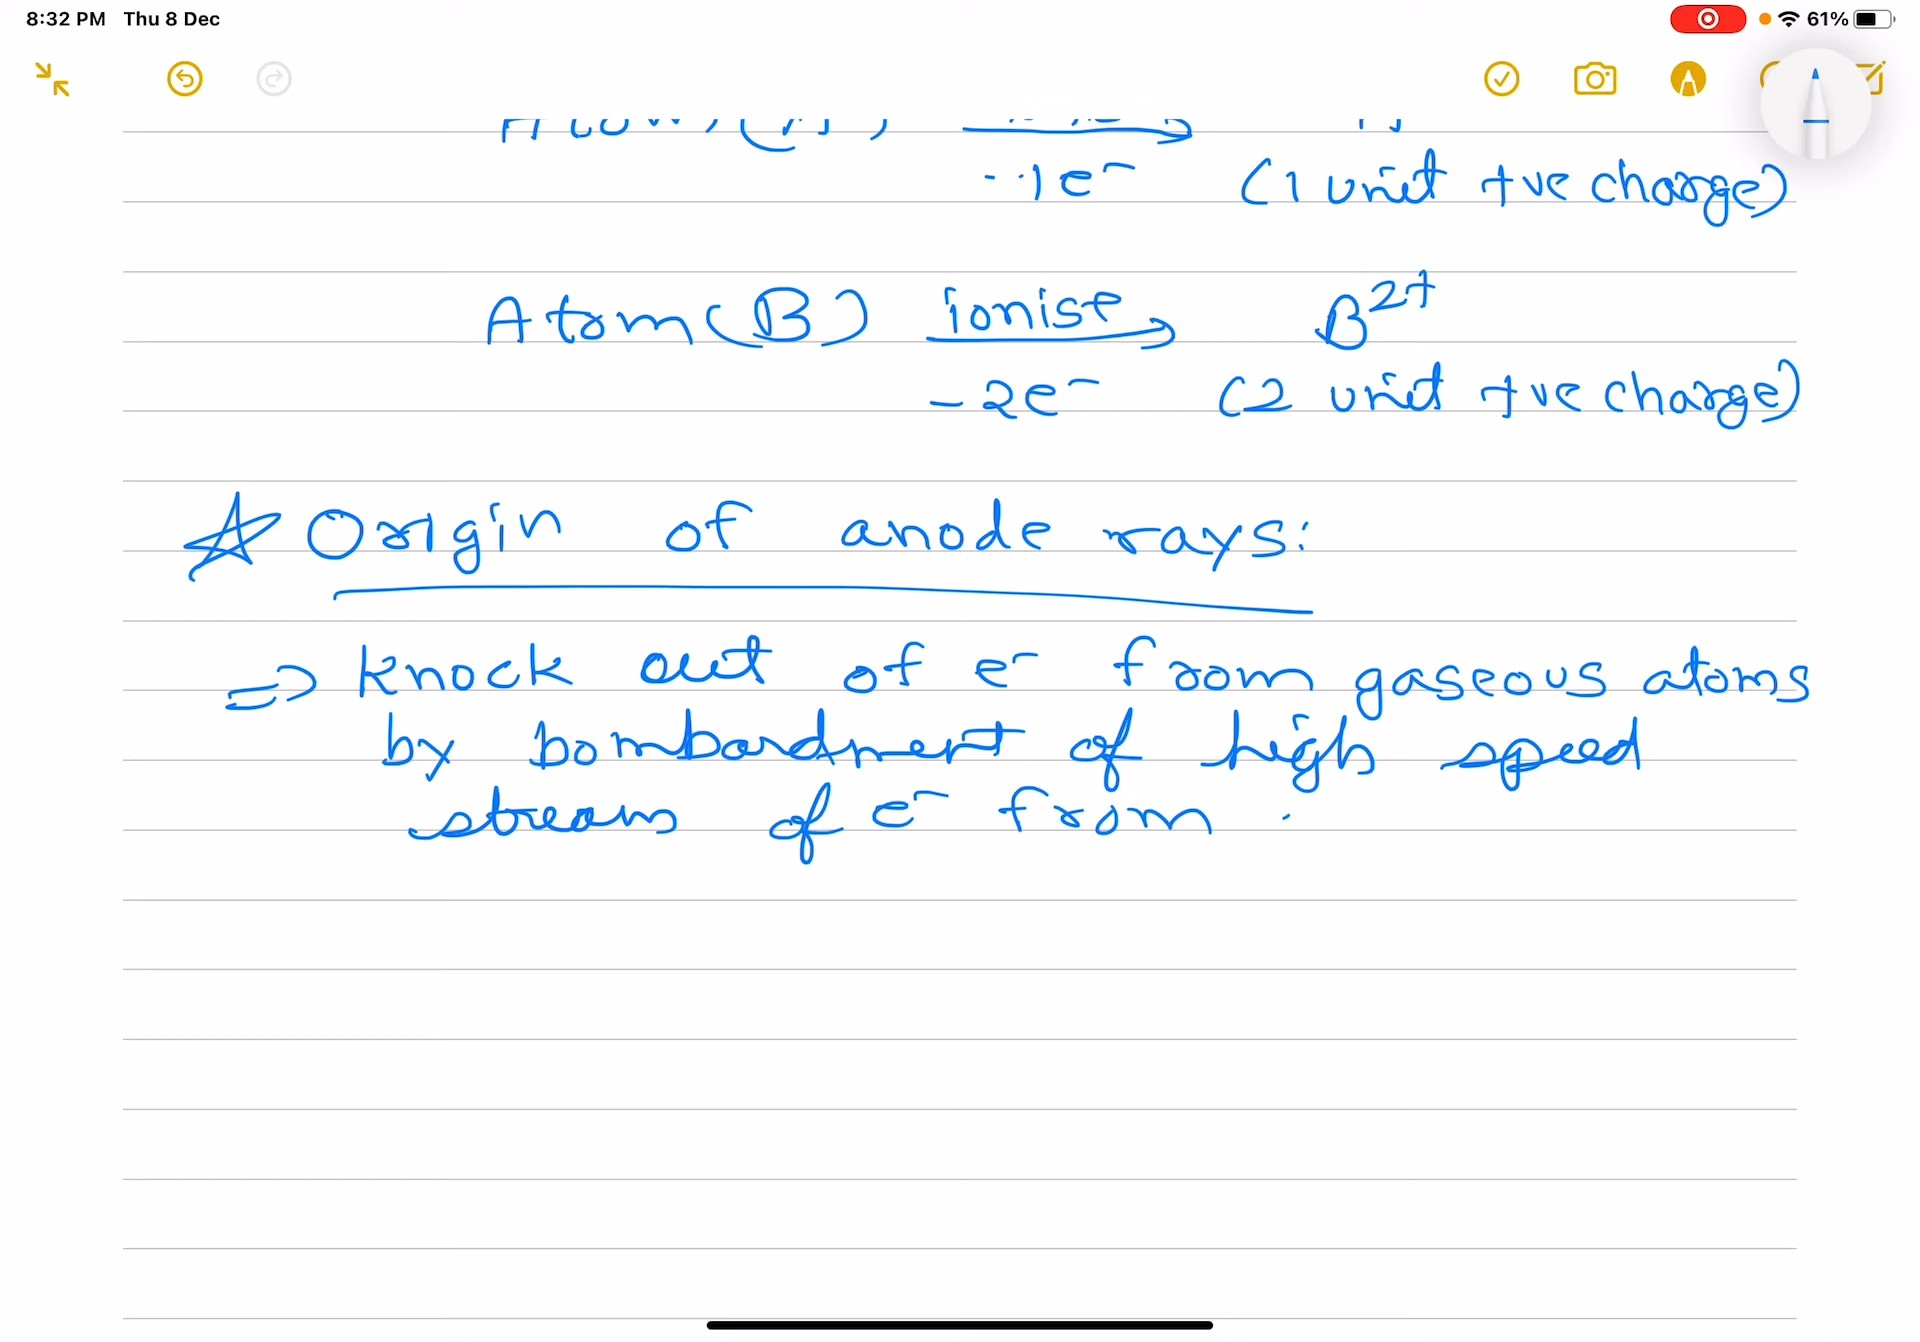 8:32 PM Thu 8 Dec 61%
-1e⁻ (1 unit +ve charge)
Atom (B) ionise B²⁺
-2e⁻ (2 unit +ve charge)
Origin of anode rays:
=> Knock out of e⁻ from gaseous atoms
by bombardment of high speed
stream of e⁻ from